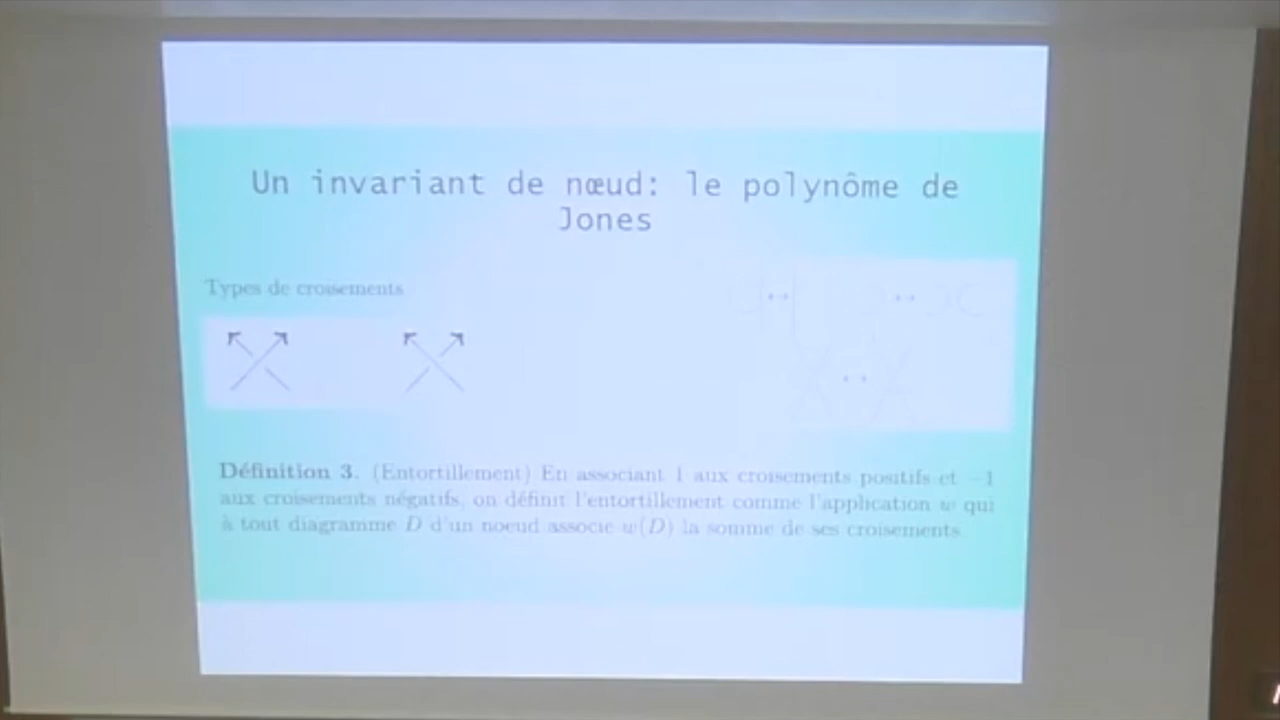 Un invariant de nœud: le polynôme de
Jones
Types de croisements
Définition 3. (Entortillement) En associant 1 aux croisements positifs et −1
aux croisements négatifs, on définit l'entortillement comme l'application w qui
à tout diagramme D d'un noeud associe w(D) la somme de ses croisements